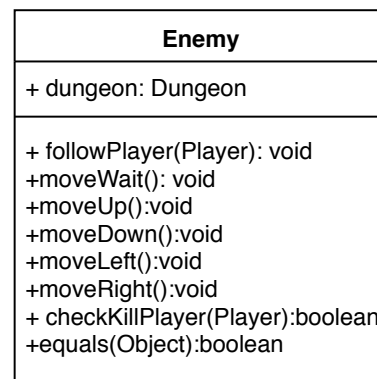 Enemy
+ dungeon: Dungeon
+ followPlayer(Player): void
+moveWait(): void
+moveUp():void
+moveDown():void
+moveLeft():void
+moveRight():void
+ checkKillPlayer(Player):boolean
+equals(Object):boolean